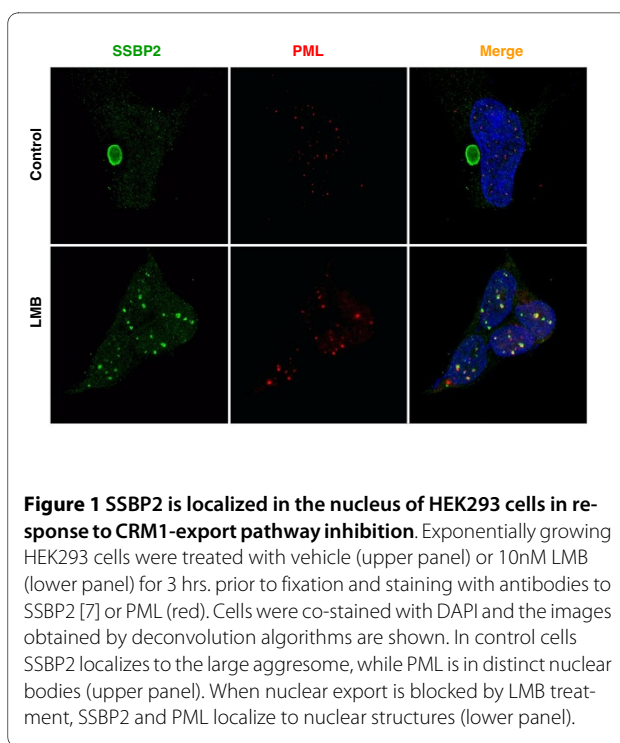 SSBP2 PML Merge
Control
LMB
Figure 1 SSBP2 is localized in the nucleus of HEK293 cells in re-
sponse to CRM1-export pathway inhibition. Exponentially growing
HEK293 cells were treated with vehicle (upper panel) or 10nM LMB
(lower panel) for 3 hrs. prior to fixation and staining with antibodies to
SSBP2 [7] or PML (red). Cells were co-stained with DAPI and the images
obtained by deconvolution algorithms are shown. In control cells
SSBP2 localizes to the large aggresome, while PML is in distinct nuclear
bodies (upper panel). When nuclear export is blocked by LMB treat-
ment, SSBP2 and PML localize to nuclear structures (lower panel).